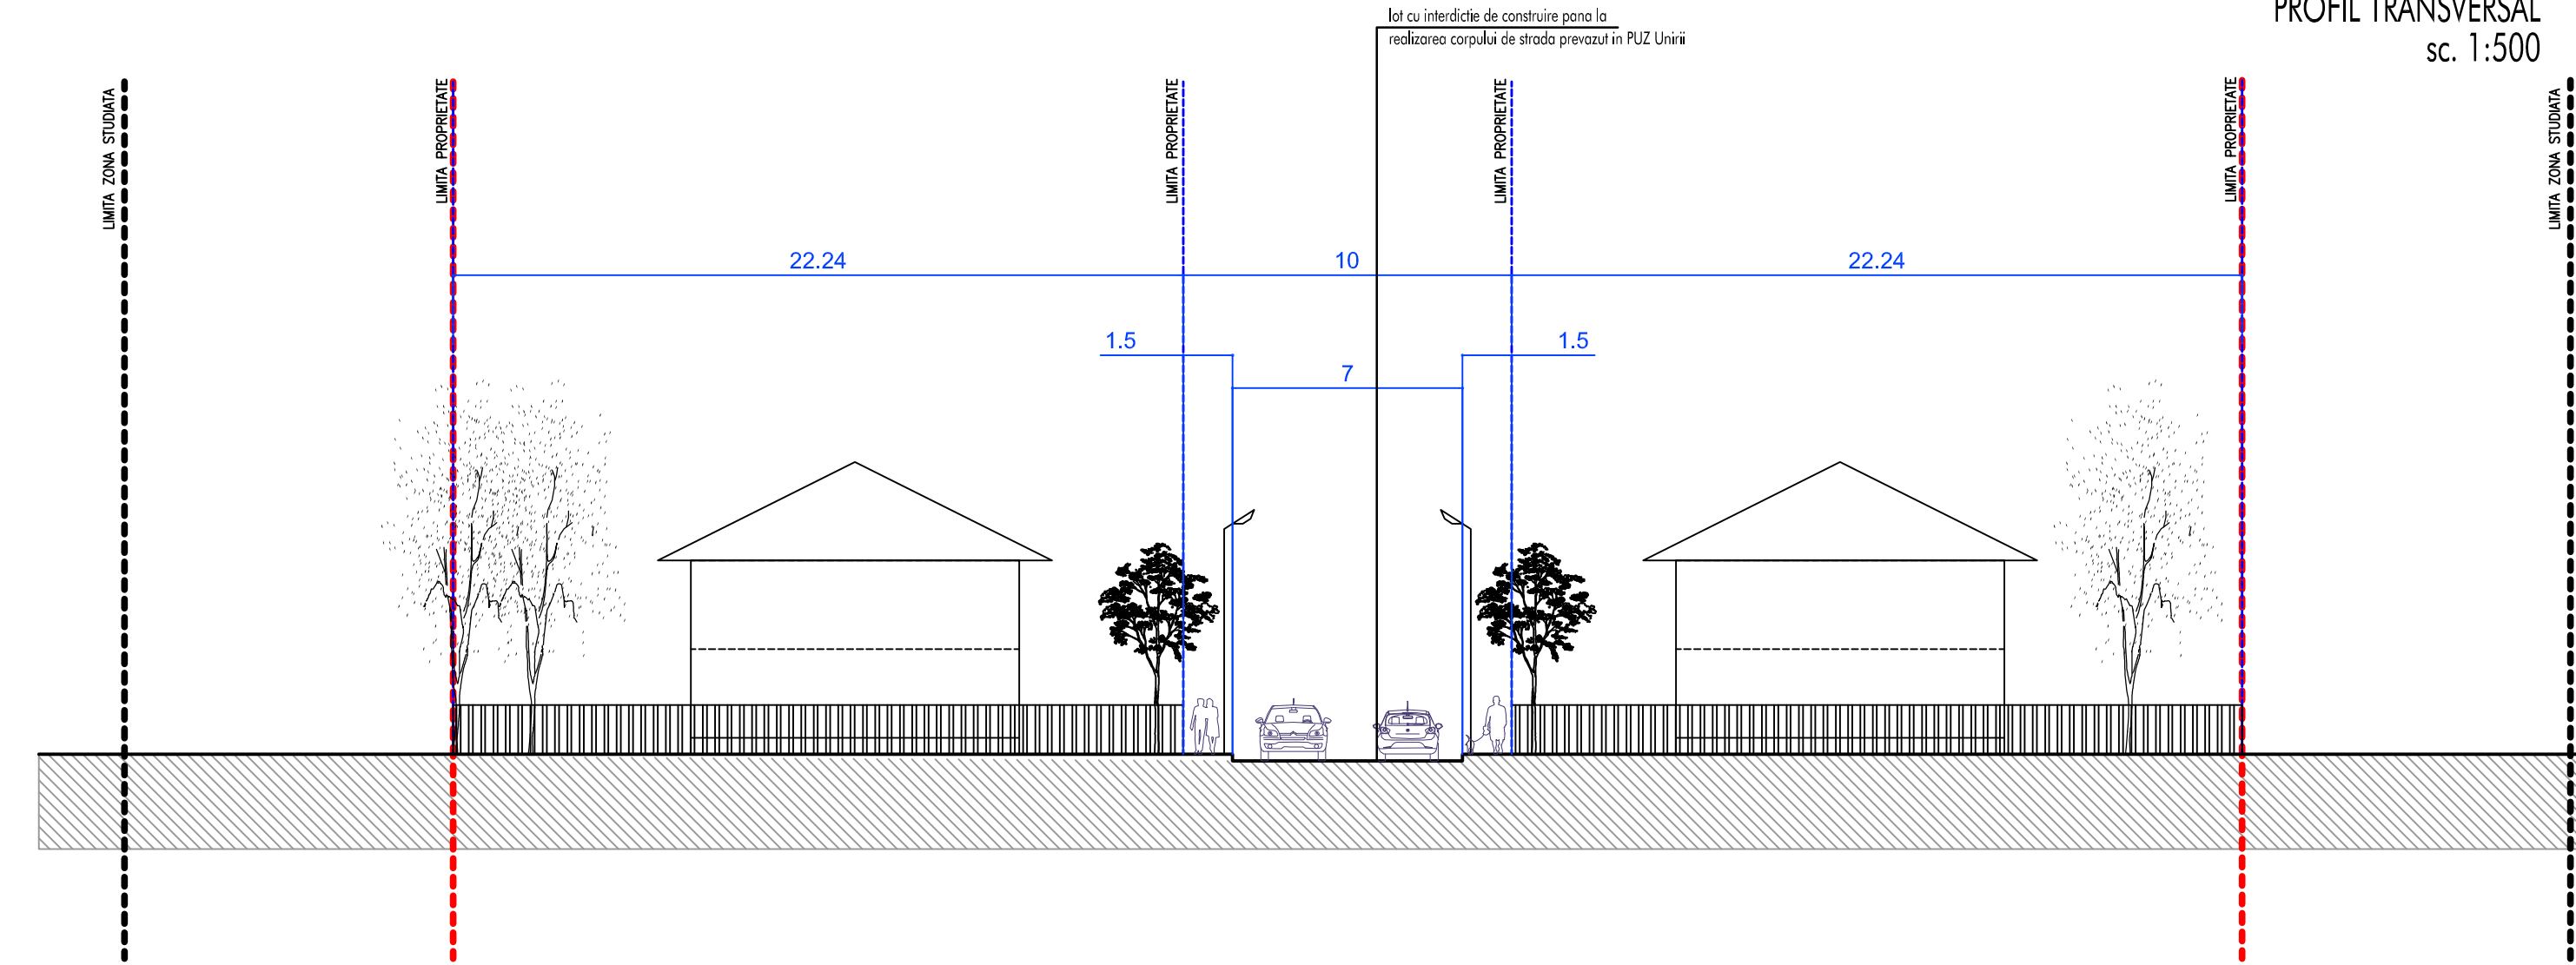 lot cu interdictie de construire pana la
realizarea corpului de strada prevazut in PUZ Unirii
PROFIL TRANSVERSAL
sc. 1:500
LIMITA ZONA STUDIATA
LIMITA PROPRIETATE
LIMITA PROPRIETATE
LIMITA PROPRIETATE
LIMITA PROPRIETATE
LIMITA ZONA STUDIATA
22.24
10
22.24
1.5
1.5
7